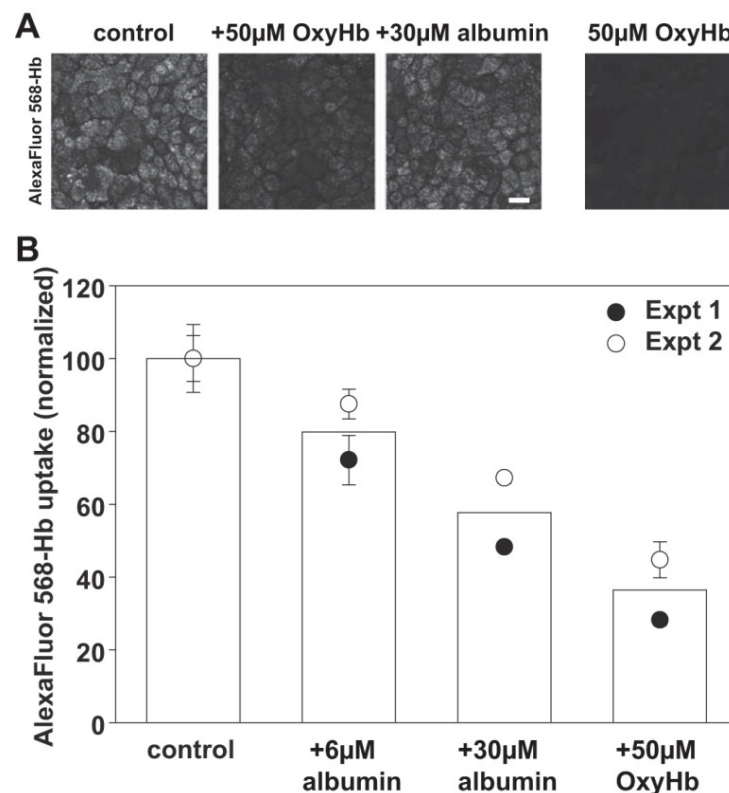 A
control +50µM OxyHb +30µM albumin 50µM OxyHb
AlexaFluor 568-Hb
B
AlexaFluor 568-Hb uptake (normalized)
120
100
80
60
40
20
0
Expt 1
Expt 2
control +6µM +30µM +50µM
albumin albumin OxyHb